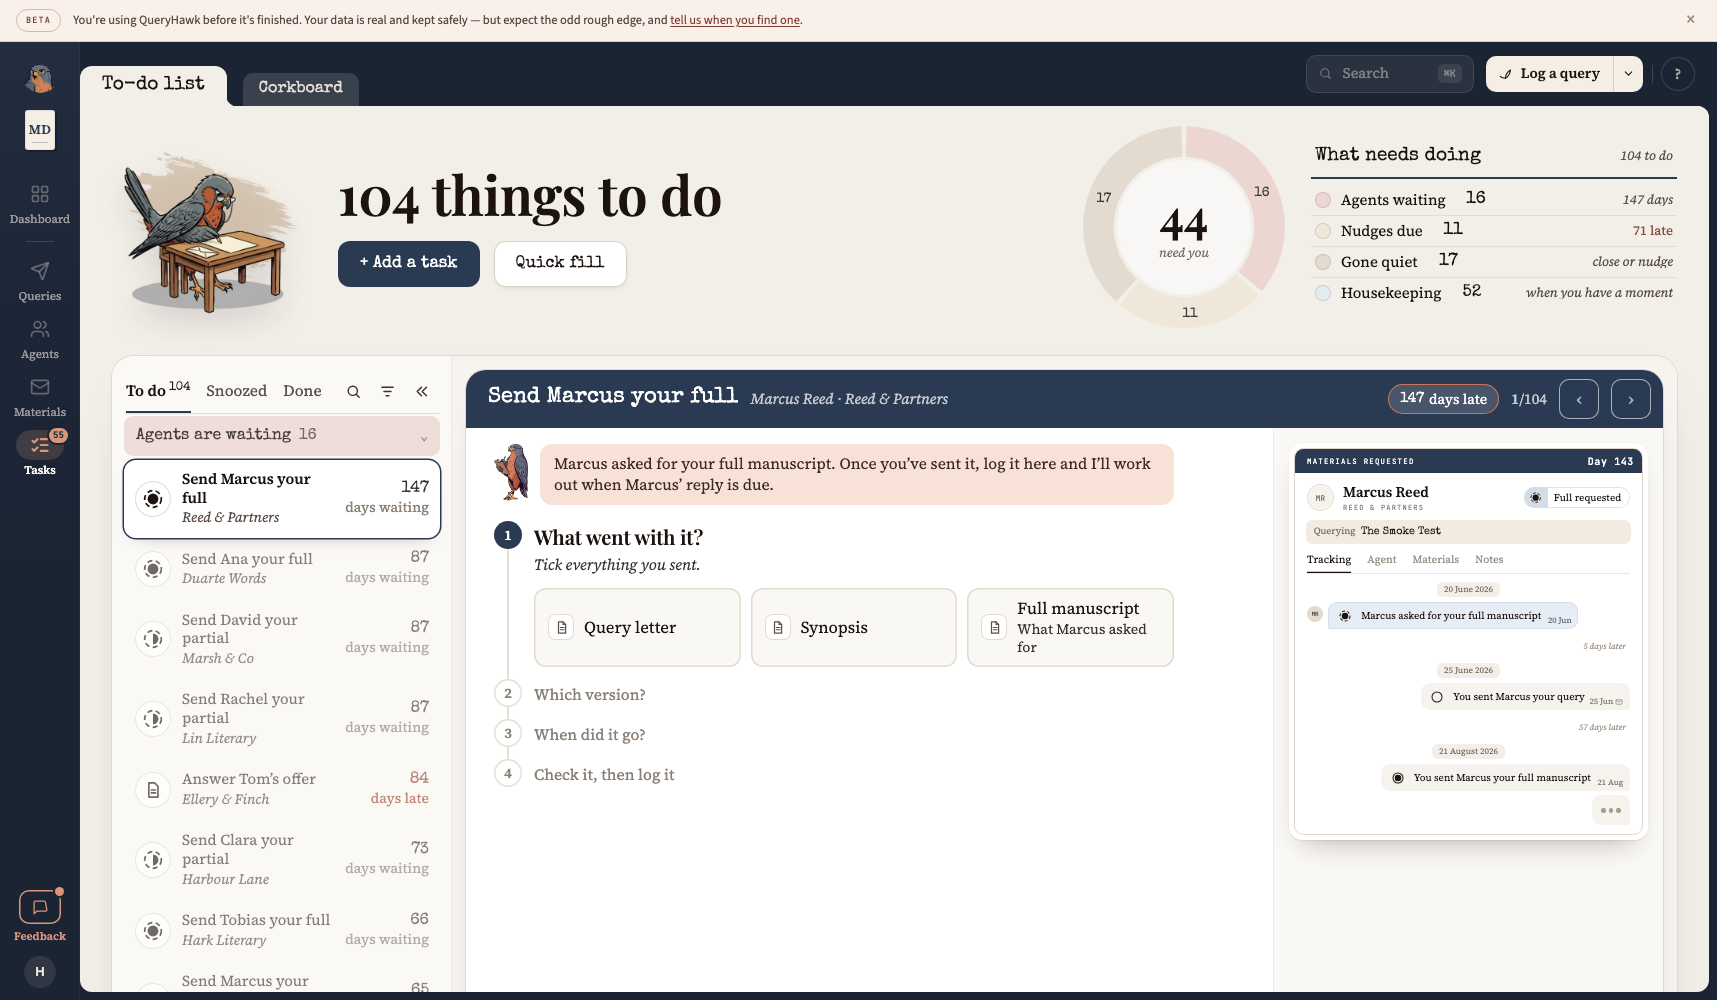 BETA
You're using QueryHawk before it's finished. Your data is real and kept safely — but expect the odd rough edge, and tell us when you find one.
×
To-do list
Corkboard
Search
⌘K
Log a query
?
MD
Dashboard
Queries
Agents
Materials
55
Tasks
Feedback
H
104 things to do
+ Add a task
Quick fill
17
16
11
44
need you
What needs doing
104 to do
Agents waiting 16
147 days
Nudges due 11
71 late
Gone quiet 17
close or nudge
Housekeeping 52
when you have a moment
To do 104
Snoozed
Done
Agents are waiting 16
Send Marcus your
full
Reed & Partners
147
days waiting
Send Ana your full
Duarte Words
87
days waiting
Send David your
partial
Marsh & Co
87
days waiting
Send Rachel your
partial
Lin Literary
87
days waiting
Answer Tom's offer
Ellery & Finch
84
days late
Send Clara your
partial
Harbour Lane
73
days waiting
Send Tobias your full
Hark Literary
66
days waiting
Send Marcus your
65
Send Marcus your full
Marcus Reed · Reed & Partners
147 days late
1/104
Marcus asked for your full manuscript. Once you've sent it, log it here and I'll work
out when Marcus' reply is due.
1
What went with it?
Tick everything you sent.
Query letter
Synopsis
Full manuscript
What Marcus asked
for
2
Which version?
3
When did it go?
4
Check it, then log it
MATERIALS REQUESTED
Day 143
MR
Marcus Reed
REED & PARTNERS
Full requested
Querying The Smoke Test
Tracking
Agent
Materials
Notes
20 June 2026
MR
Marcus asked for your full manuscript 20 Jun
5 days later
25 June 2026
You sent Marcus your query 25 Jun
57 days later
21 August 2026
You sent Marcus your full manuscript 21 Aug